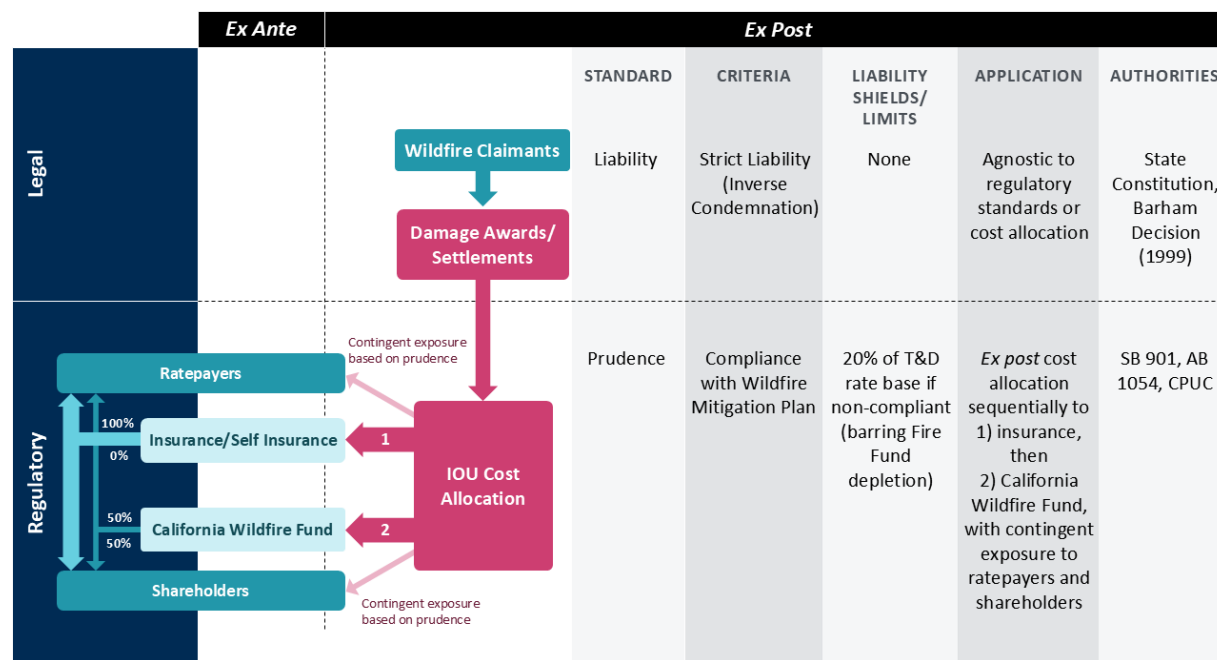 Ex Ante
Ex Post
Legal
STANDARD
CRITERIA
LIABILITY
SHIELDS/
LIMITS
APPLICATION
AUTHORITIES
Wildfire Claimants
Damage Awards/
Settlements
Liability
Strict Liability
(Inverse
Condemnation)
None
Agnostic to
regulatory
standards or
cost allocation
State
Constitution,
Barham
Decision
(1999)
Regulatory
Contingent exposure
based on prudence
Ratepayers
100%
Insurance/Self Insurance
0%
1
IOU Cost
Allocation
50%
California Wildfire Fund
50%
2
Shareholders
Contingent exposure
based on prudence
Prudence
Compliance
with Wildfire
Mitigation Plan
20% of T&D
rate base if
non-compliant
(barring Fire
Fund
depletion)
Ex post cost
allocation
sequentially to
1) insurance,
then
2) California
Wildfire Fund,
with contingent
exposure to
ratepayers and
shareholders
SB 901, AB
1054, CPUC